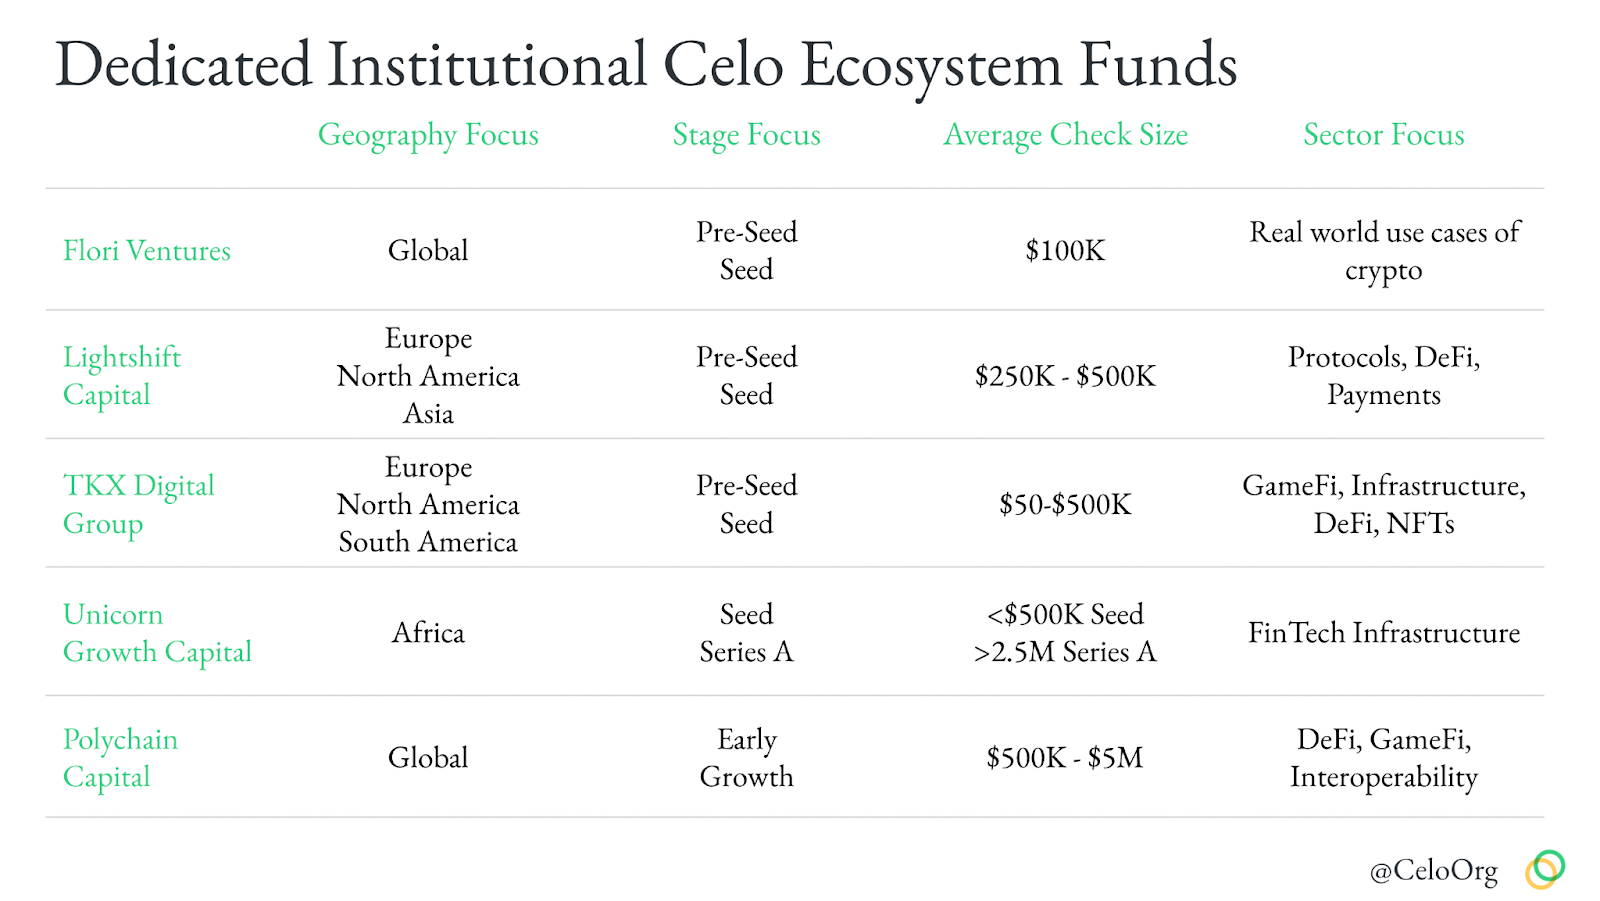 Dedicated Institutional Celo Ecosystem Funds
Geography Focus Stage Focus Average Check Size Sector Focus
Flori Ventures
Global
Pre-Seed
Seed
$100K
Real world use cases of
crypto
Lightshift
Capital
Europe
North America
Asia
Pre-Seed
Seed
$250K - $500K
Protocols, DeFi,
Payments
TKX Digital
Group
Europe
North America
South America
Pre-Seed
Seed
$50-$500K
GameFi, Infrastructure,
DeFi, NFTs
Unicorn
Growth Capital
Africa
Seed
Series A
<$500K Seed
>2.5M Series A
FinTech Infrastructure
Polychain
Capital
Global
Early
Growth
$500K - $5M
DeFi, GameFi,
Interoperability
@CeloOrg